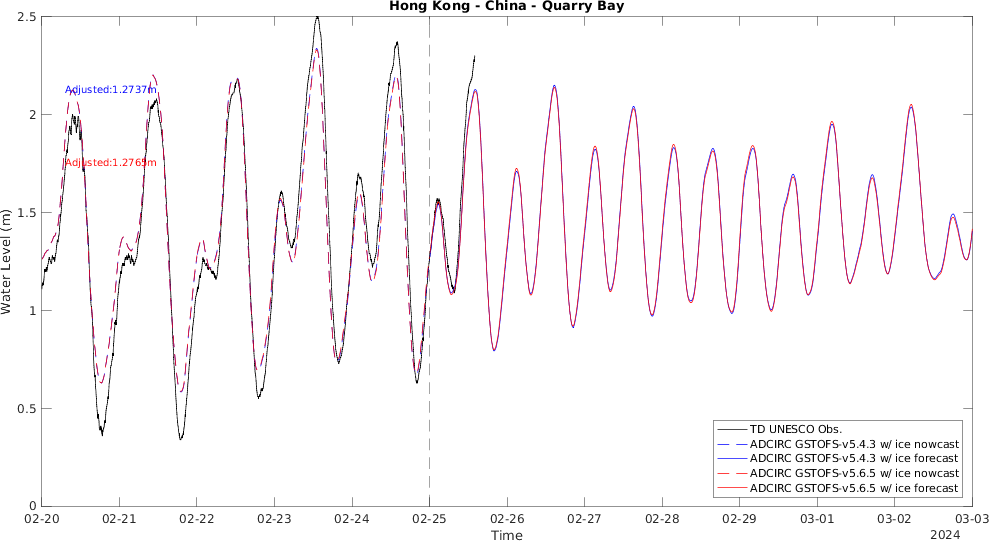 Hong Kong - China - Quarry Bay
2.5
2
1.5
1
0.5
0
Water Level (m)
Adjusted:1.2737m
Adjusted:1.2765m
TD UNESCO Obs.
ADCIRC GSTOFS-v5.4.3 w/ ice nowcast
ADCIRC GSTOFS-v5.4.3 w/ ice forecast
ADCIRC GSTOFS-v5.6.5 w/ ice nowcast
ADCIRC GSTOFS-v5.6.5 w/ ice forecast
02-20 02-21 02-22 02-23 02-24 02-25 02-26 02-27 02-28 02-29 03-01 03-02 03-03
Time
2024